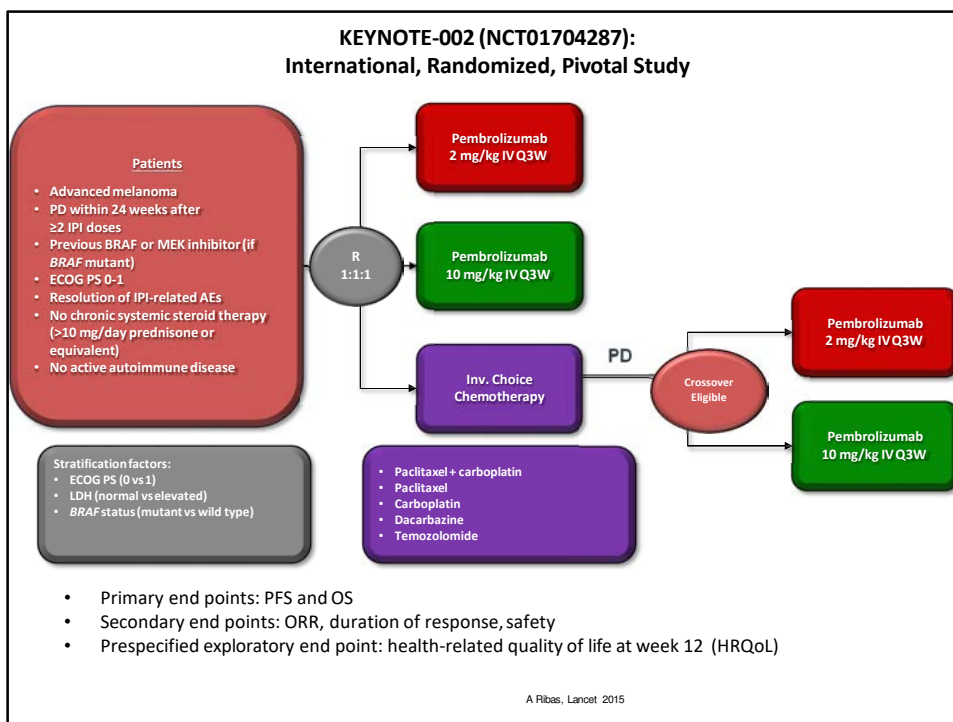 KEYNOTE-002 (NCT01704287):
International, Randomized, Pivotal Study
Patients
• Advanced melanoma
• PD within 24 weeks after
≥2 IPI doses
• Previous BRAF or MEK inhibitor (if
BRAF mutant)
• ECOG PS 0-1
• Resolution of IPI-related AEs
• No chronic systemic steroid therapy
(>10 mg/day prednisone or
equivalent)
• No active autoimmune disease
R
1:1:1
Pembrolizumab
2 mg/kg IV Q3W
Pembrolizumab
10 mg/kg IV Q3W
Inv. Choice
Chemotherapy
PD
Crossover
Eligible
Pembrolizumab
2 mg/kg IV Q3W
Pembrolizumab
10 mg/kg IV Q3W
Stratification factors:
• ECOG PS (0 vs 1)
• LDH (normal vs elevated)
• BRAF status (mutant vs wild type)
• Paclitaxel + carboplatin
• Paclitaxel
• Carboplatin
• Dacarbazine
• Temozolomide
• Primary end points: PFS and OS
• Secondary end points: ORR, duration of response, safety
• Prespecified exploratory end point: health-related quality of life at week 12 (HRQoL)
A Ribas, Lancet 2015